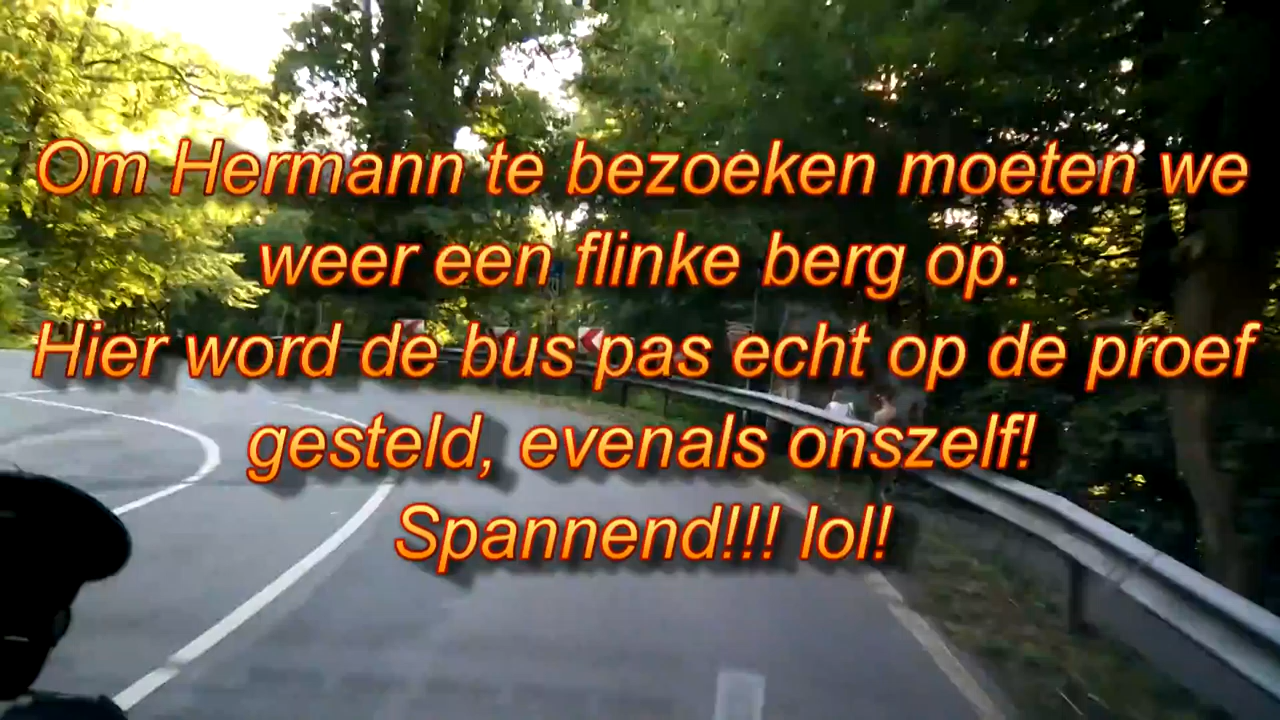 Om Hermann te bezoeken moeten we
weer een flinke berg op.
Hier word de bus pas echt op de proef
gesteld, evenals onszelf!
Spannend!!! lol!